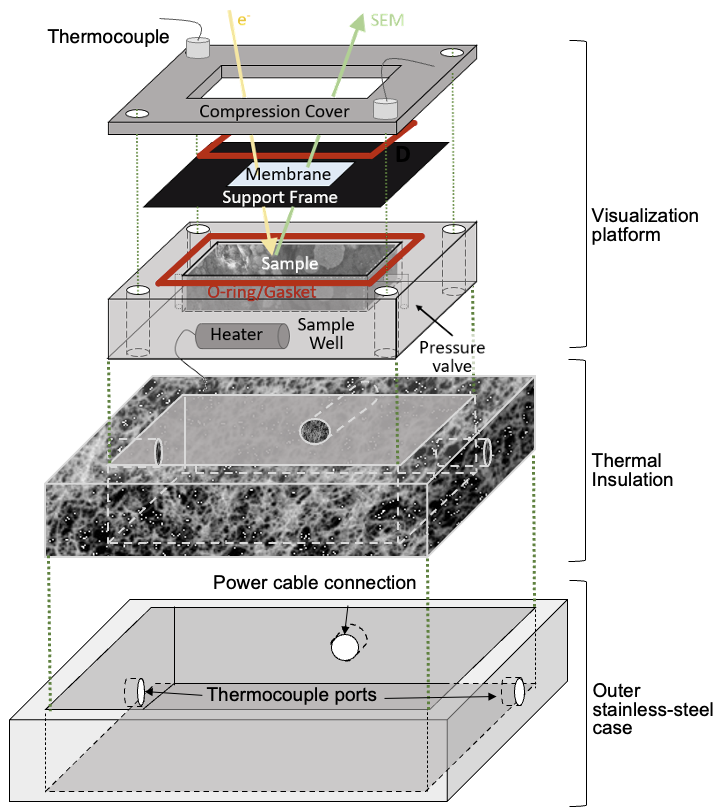 e-
SEM
Thermocouple
Compression Cover
D
Membrane
Support Frame
Visualization
platform
Sample
O-ring/Gasket
Heater
Sample
Well
Pressure
valve
Thermal
Insulation
Power cable connection
Thermocouple ports
Outer
stainless-steel
case